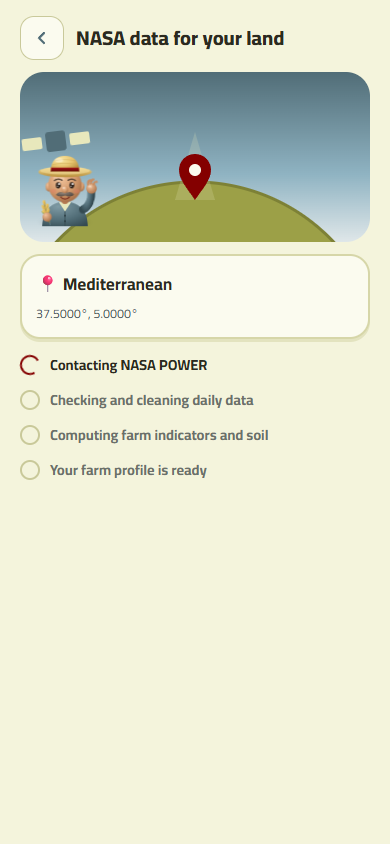 NASA data for your land
Mediterranean
37.5000°, 5.0000°
Contacting NASA POWER
Checking and cleaning daily data
Computing farm indicators and soil
Your farm profile is ready